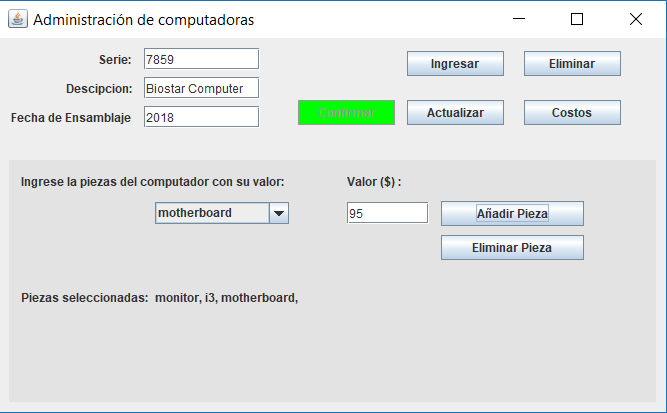 Administración de computadoras
Serie: 7859 Ingresar Eliminar
Descipcion: Biostar Computer
Fecha de Ensamblaje 2018 Confirmar Actualizar Costos
Ingrese la piezas del computador con su valor: Valor ($) :
motherboard 95 Añadir Pieza
Eliminar Pieza
Piezas seleccionadas: monitor, i3, motherboard,